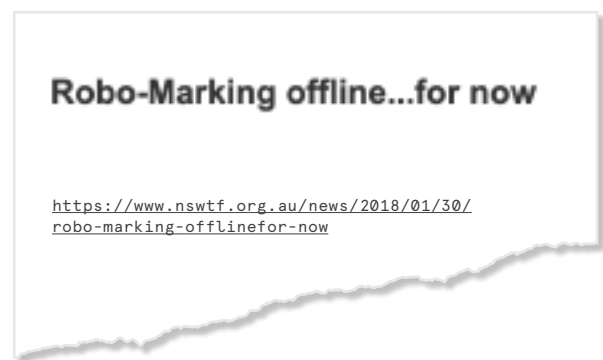 Robo-Marking offline...for now
https://www.nswtf.org.au/news/2018/01/30/
robo-marking-offlinefor-now